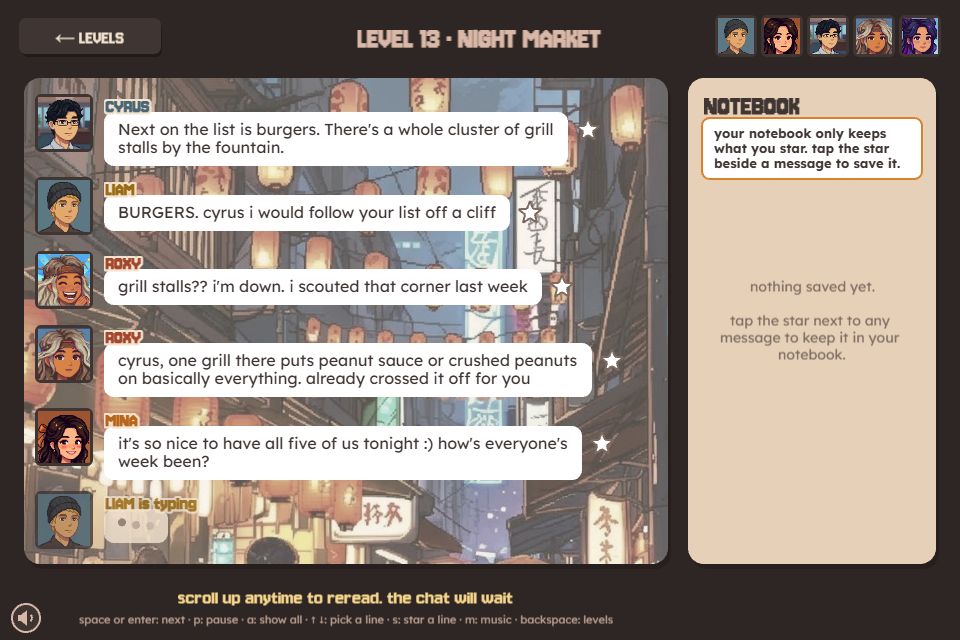 ← LEVELS
LEVEL 13 · NIGHT MARKET
CYRUS
Next on the list is burgers. There's a whole cluster of grill
stalls by the fountain.
LIAM
BURGERS. cyrus i would follow your list off a cliff
ROXY
grill stalls?? i'm down. i scouted that corner last week
ROXY
cyrus, one grill there puts peanut sauce or crushed peanuts
on basically everything. already crossed it off for you
MINA
it's so nice to have all five of us tonight :) how's everyone's
week been?
LIAM is typing
NOTEBOOK
your notebook only keeps
what you star. tap the star
beside a message to save it.
nothing saved yet.
tap the star next to any
message to keep it in your
notebook.
scroll up anytime to reread. the chat will wait
space or enter: next · p: pause · a: show all · ↑ ↓: pick a line · s: star a line · m: music · backspace: levels